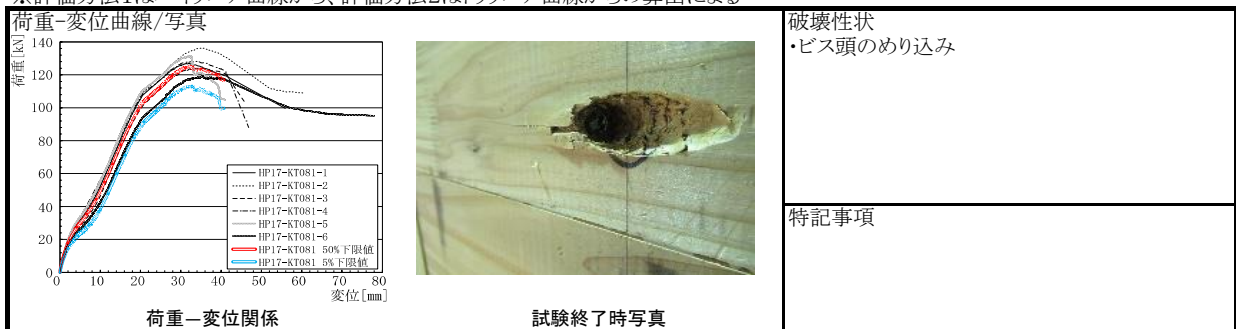 荷重-変位曲線/写真
荷重[kN]
140
120
100
80
60
40
20
0
0 10 20 30 40 50 60 70 80
変位[mm]
HP17-KT081-1
HP17-KT081-2
HP17-KT081-3
HP17-KT081-4
HP17-KT081-5
HP17-KT081-6
HP17-KT081 50%下限値
HP17-KT081 5%下限値
荷重—変位関係
試験終了時写真
破壊性状
・ビス頭のめり込み
特記事項